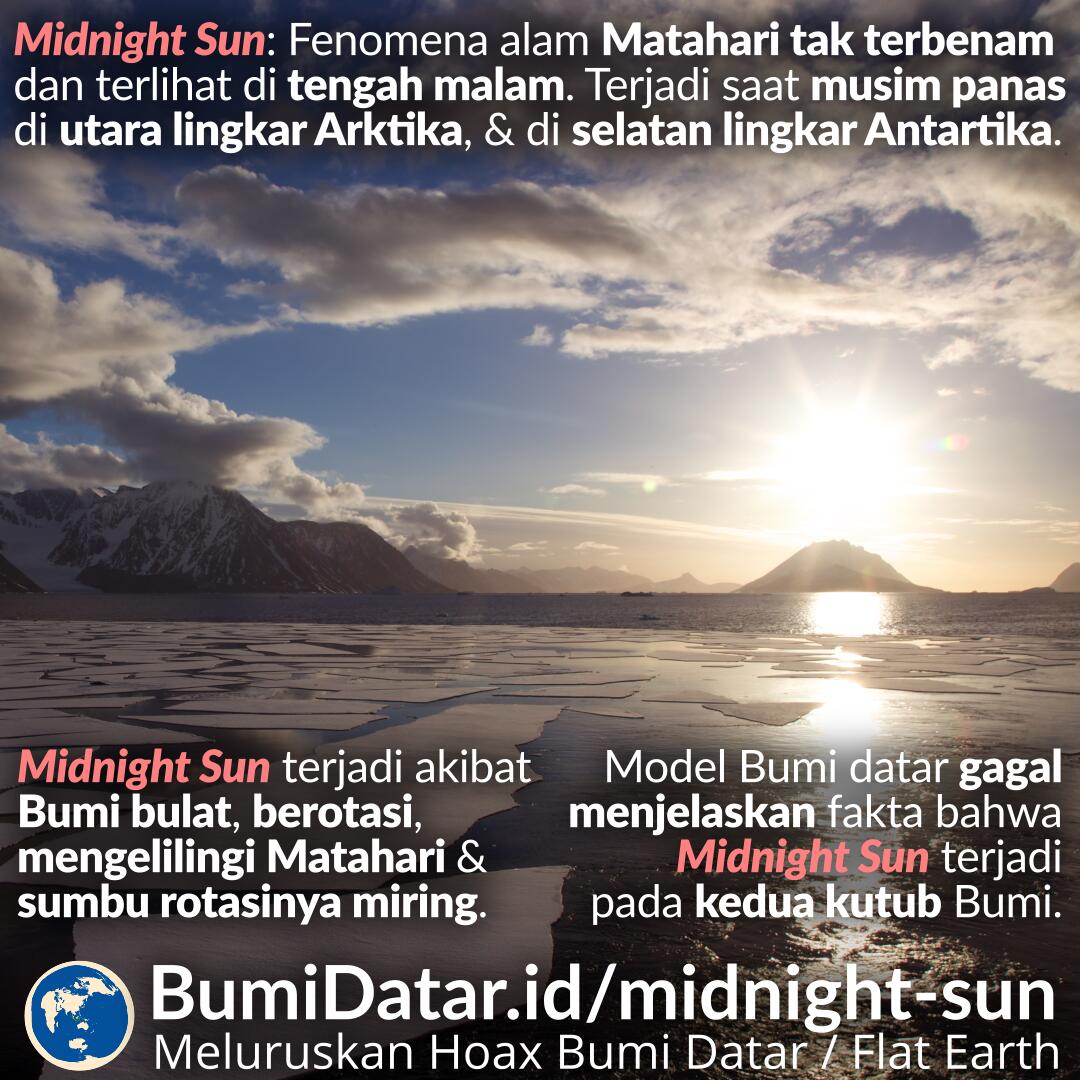 Midnight Sun: Fenomena alam Matahari tak terbenam
dan terlihat di tengah malam. Terjadi saat musim panas
di utara lingkar Arktika, & di selatan lingkar Antartika.
Midnight Sun terjadi akibat
Bumi bulat, berotasi,
mengelilingi Matahari &
sumbu rotasinya miring.
Model Bumi datar gagal
menjelaskan fakta bahwa
Midnight Sun terjadi
pada kedua kutub Bumi.
BumiDatar.id/midnight-sun
Meluruskan Hoax Bumi Datar / Flat Earth